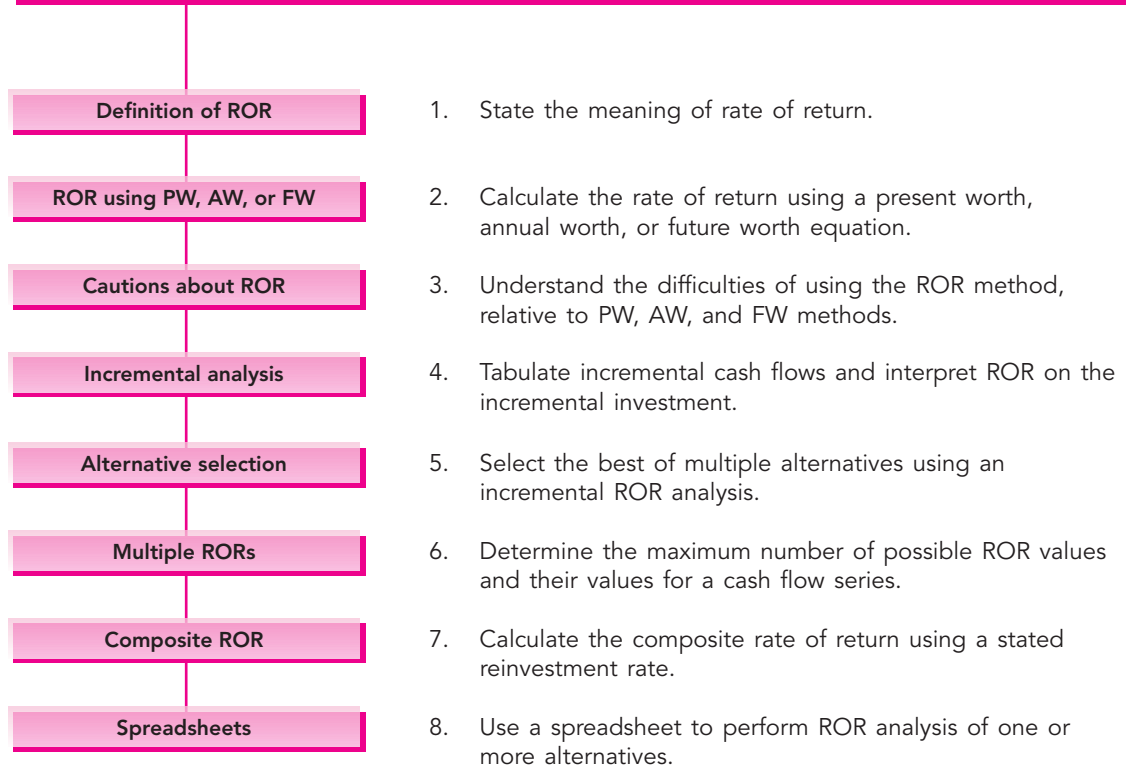 Definition of ROR
1. State the meaning of rate of return.
ROR using PW, AW, or FW
2. Calculate the rate of return using a present worth,
annual worth, or future worth equation.
Cautions about ROR
3. Understand the difficulties of using the ROR method,
relative to PW, AW, and FW methods.
Incremental analysis
4. Tabulate incremental cash flows and interpret ROR on the
incremental investment.
Alternative selection
5. Select the best of multiple alternatives using an
incremental ROR analysis.
Multiple RORs
6. Determine the maximum number of possible ROR values
and their values for a cash flow series.
Composite ROR
7. Calculate the composite rate of return using a stated
reinvestment rate.
Spreadsheets
8. Use a spreadsheet to perform ROR analysis of one or
more alternatives.